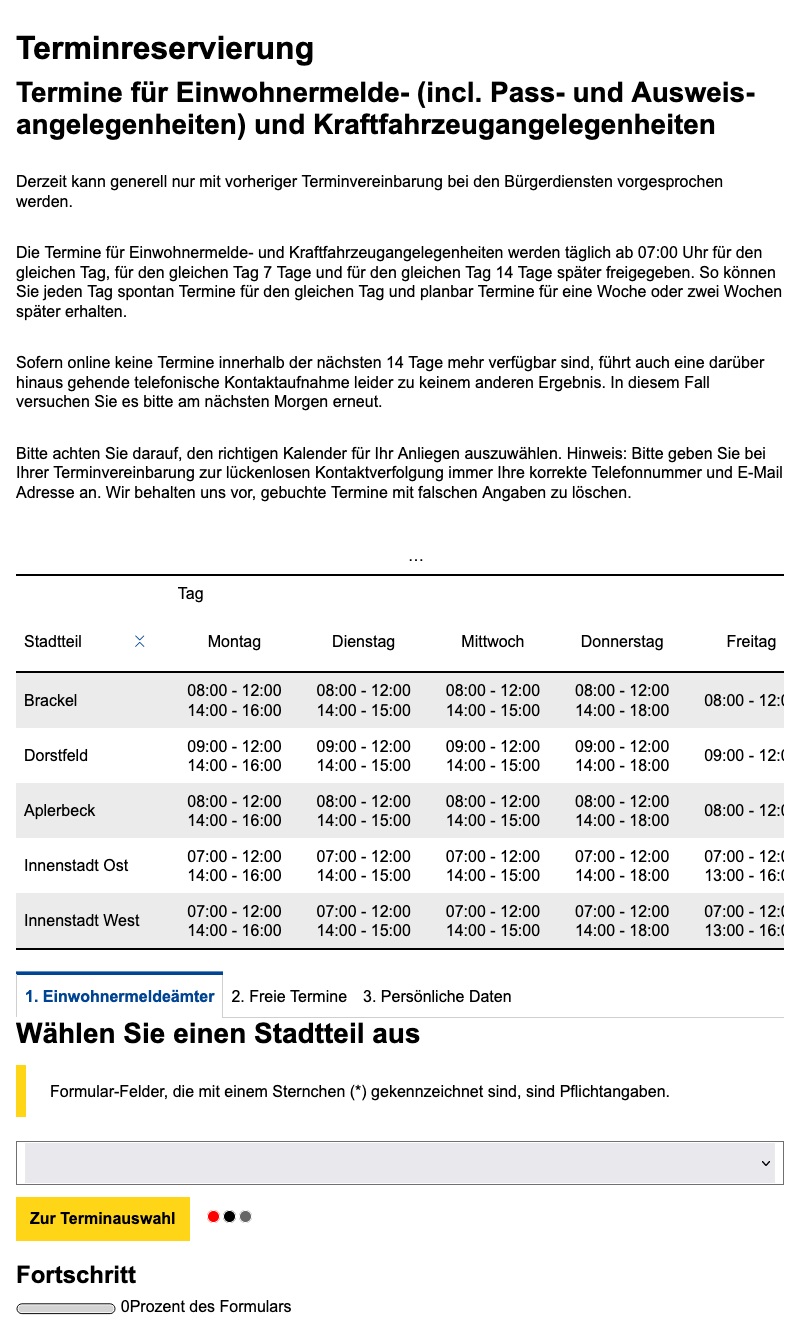 Terminreservierung
Termine für Einwohnermelde- (incl. Pass- und Ausweis-
angelegenheiten) und Kraftfahrzeugangelegenheiten
Derzeit kann generell nur mit vorheriger Terminvereinbarung bei den Bürgerdiensten vorgesprochen
werden.
Die Termine für Einwohnermelde- und Kraftfahrzeugangelegenheiten werden täglich ab 07:00 Uhr für den
gleichen Tag, für den gleichen Tag 7 Tage und für den gleichen Tag 14 Tage später freigegeben. So können
Sie jeden Tag spontan Termine für den gleichen Tag und planbar Termine für eine Woche oder zwei Wochen
später erhalten.
Sofern online keine Termine innerhalb der nächsten 14 Tage mehr verfügbar sind, führt auch eine darüber
hinaus gehende telefonische Kontaktaufnahme leider zu keinem anderen Ergebnis. In diesem Fall
versuchen Sie es bitte am nächsten Morgen erneut.
Bitte achten Sie darauf, den richtigen Kalender für Ihr Anliegen auszuwählen. Hinweis: Bitte geben Sie bei
Ihrer Terminvereinbarung zur lückenlosen Kontaktverfolgung immer Ihre korrekte Telefonnummer und E-Mail
Adresse an. Wir behalten uns vor, gebuchte Termine mit falschen Angaben zu löschen.
…
Tag
Stadtteil Montag Dienstag Mittwoch Donnerstag Freitag
08:00 - 12:00 08:00 - 12:00 08:00 - 12:00 08:00 - 12:00
Brackel 08:00 - 12:0
14:00 - 16:00 14:00 - 15:00 14:00 - 15:00 14:00 - 18:00
09:00 - 12:00 09:00 - 12:00 09:00 - 12:00 09:00 - 12:00
Dorstfeld 09:00 - 12:0
14:00 - 16:00 14:00 - 15:00 14:00 - 15:00 14:00 - 18:00
08:00 - 12:00 08:00 - 12:00 08:00 - 12:00 08:00 - 12:00
Aplerbeck 08:00 - 12:0
14:00 - 16:00 14:00 - 15:00 14:00 - 15:00 14:00 - 18:00
07:00 - 12:00 07:00 - 12:00 07:00 - 12:00 07:00 - 12:00 07:00 - 12:0
Innenstadt Ost
14:00 - 16:00 14:00 - 15:00 14:00 - 15:00 14:00 - 18:00 13:00 - 16:0
07:00 - 12:00 07:00 - 12:00 07:00 - 12:00 07:00 - 12:00 07:00 - 12:0
Innenstadt West
14:00 - 16:00 14:00 - 15:00 14:00 - 15:00 14:00 - 18:00 13:00 - 16:0
1. Einwohnermeldeämter 2. Freie Termine 3. Persönliche Daten
Wählen Sie einen Stadtteil aus
Formular-Felder, die mit einem Sternchen (*) gekennzeichnet sind, sind Pflichtangaben.
Zur Terminauswahl
Fortschritt
0Prozent des Formulars